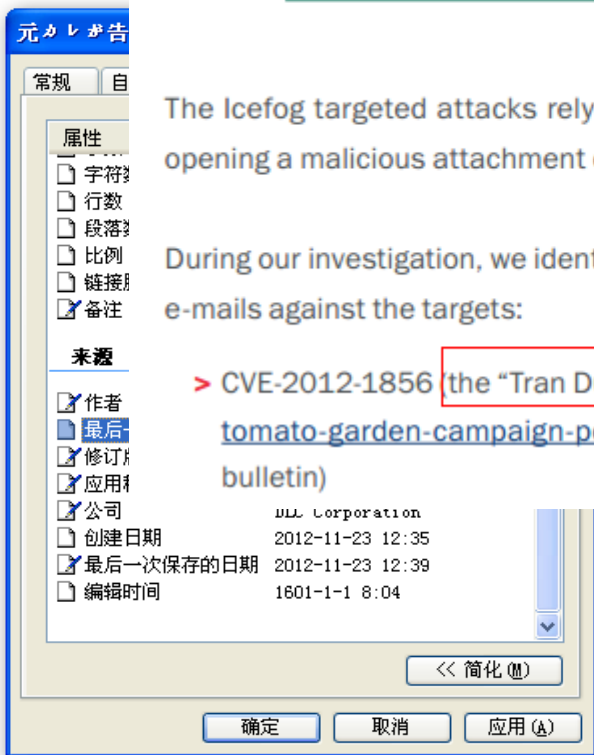 元カレが告
常规 自
属性
字符
行数
段落
比例
链接
备注
来源
作者
最后一
修订
应用
公司 DLC Corporation
创建日期 2012-11-23 12:35
最后一次保存的日期 2012-11-23 12:39
编辑时间 1601-1-1 8:04
<< 简化(M)
确定 取消 应用(A)
The Icefog targeted attacks rely
opening a malicious attachment
During our investigation, we ident
e-mails against the targets:
> CVE-2012-1856 (the “Tran D
tomato-garden-campaign-p
bulletin)